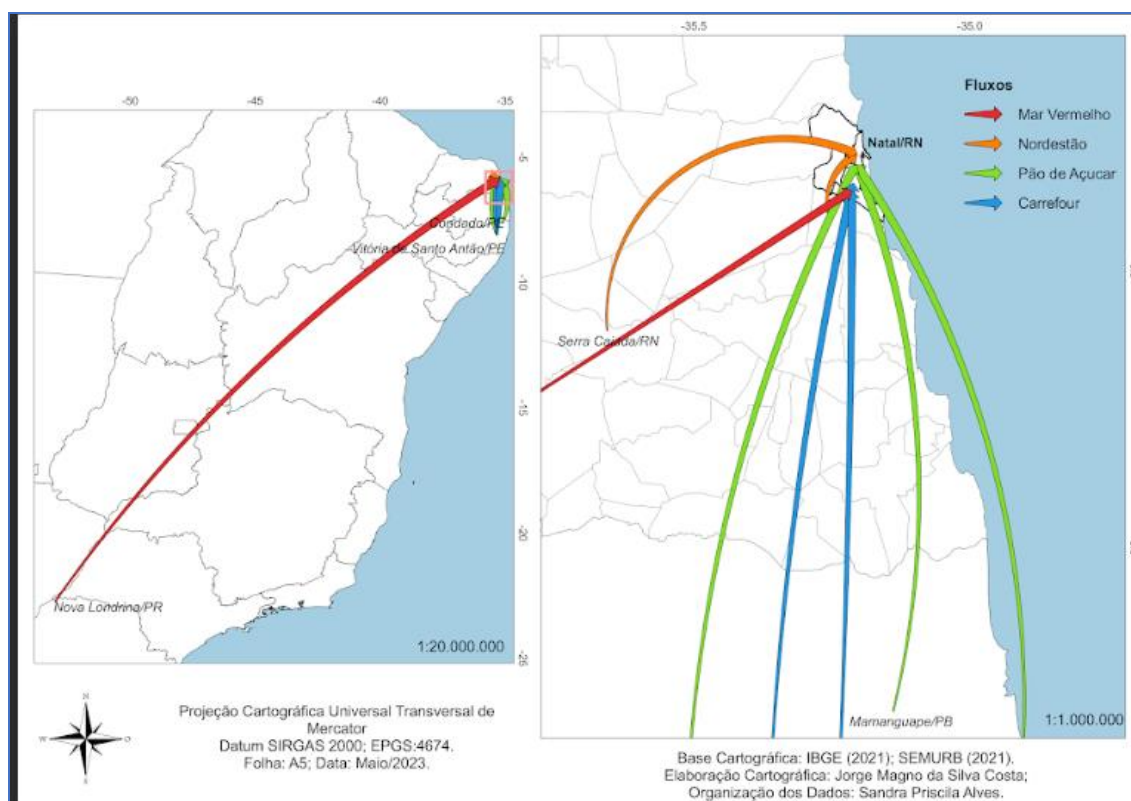 -50
-45
-40
-35
-5
-10
-15
-20
-25
Condado/PE
Vitória de Santo Antão/PE
Nova Londrina/PR
1:20.000.000
Projeção Cartográfica Universal Transversal de
Mercator
Datum SIRGAS 2000; EPGS:4674.
Folha: A5; Data: Maio/2023.
N
W
O
S
-35.5
-35.0
Fluxos
Mar Vermelho
Nordestão
Pão de Açucar
Carrefour
Natal/RN
Serra Caiada/RN
Mamanguape/PB
1:1.000.000
Base Cartográfica: IBGE (2021); SEMURB (2021).
Elaboração Cartográfica: Jorge Magno da Silva Costa;
Organização dos Dados: Sandra Priscila Alves.